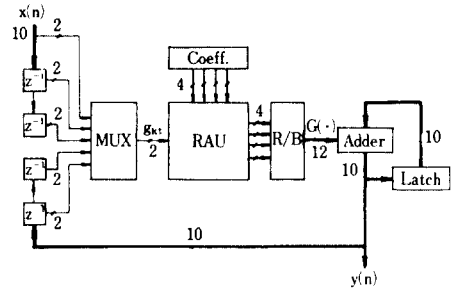 x(n)
10
2
Coeff.
z⁻¹
2
4
z⁻¹
2
MUX
g_kt
2
RAU
4
R/B
G(·)
12
Adder
10
z⁻¹
2
10
Latch
z
2
10
y(n)